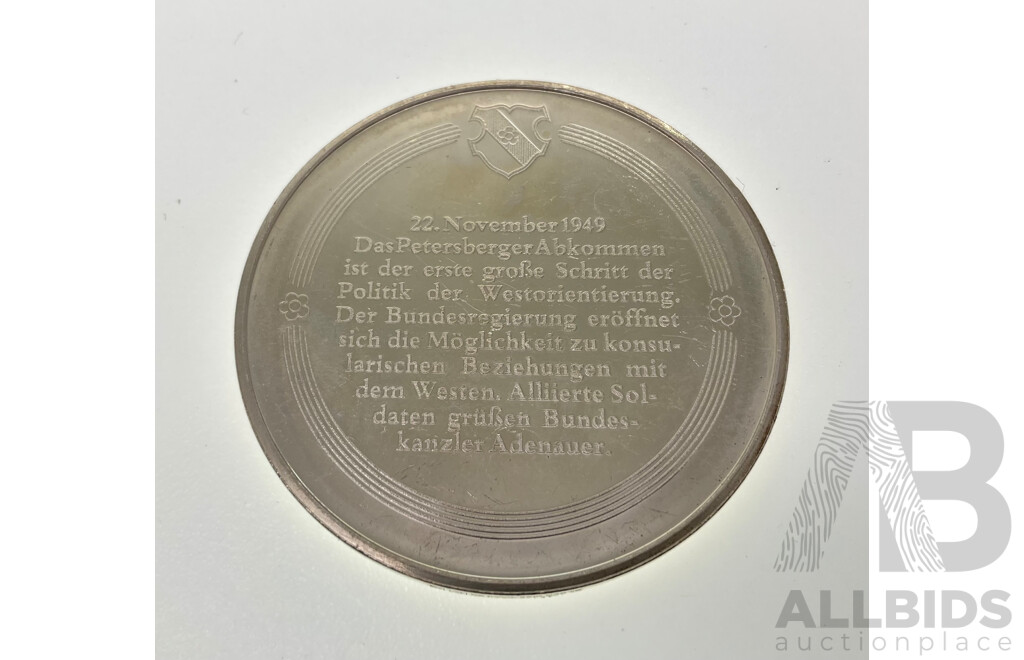 22. November 1949
Das Petersberger Abkommen
ist der erste große Schritt der
Politik der Westorientierung.
Der Bundesregierung eröffnet
sich die Möglichkeit zu konsu-
larischen Beziehungen mit
dem Westen. Alliierte Sol-
daten grüßen Bundes-
kanzler Adenauer.
AB
ALLBIDS
auctionplace